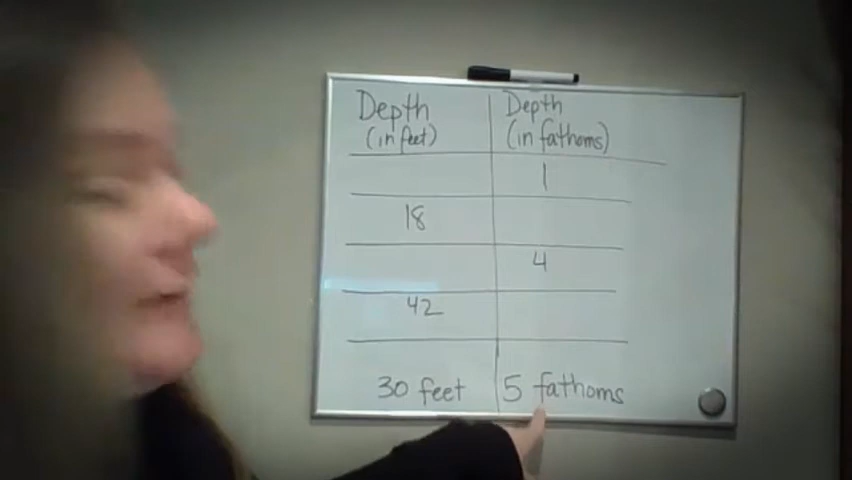 Depth Depth
(in feet) (in fathoms)
1
18
4
42
30 feet 5 fathoms